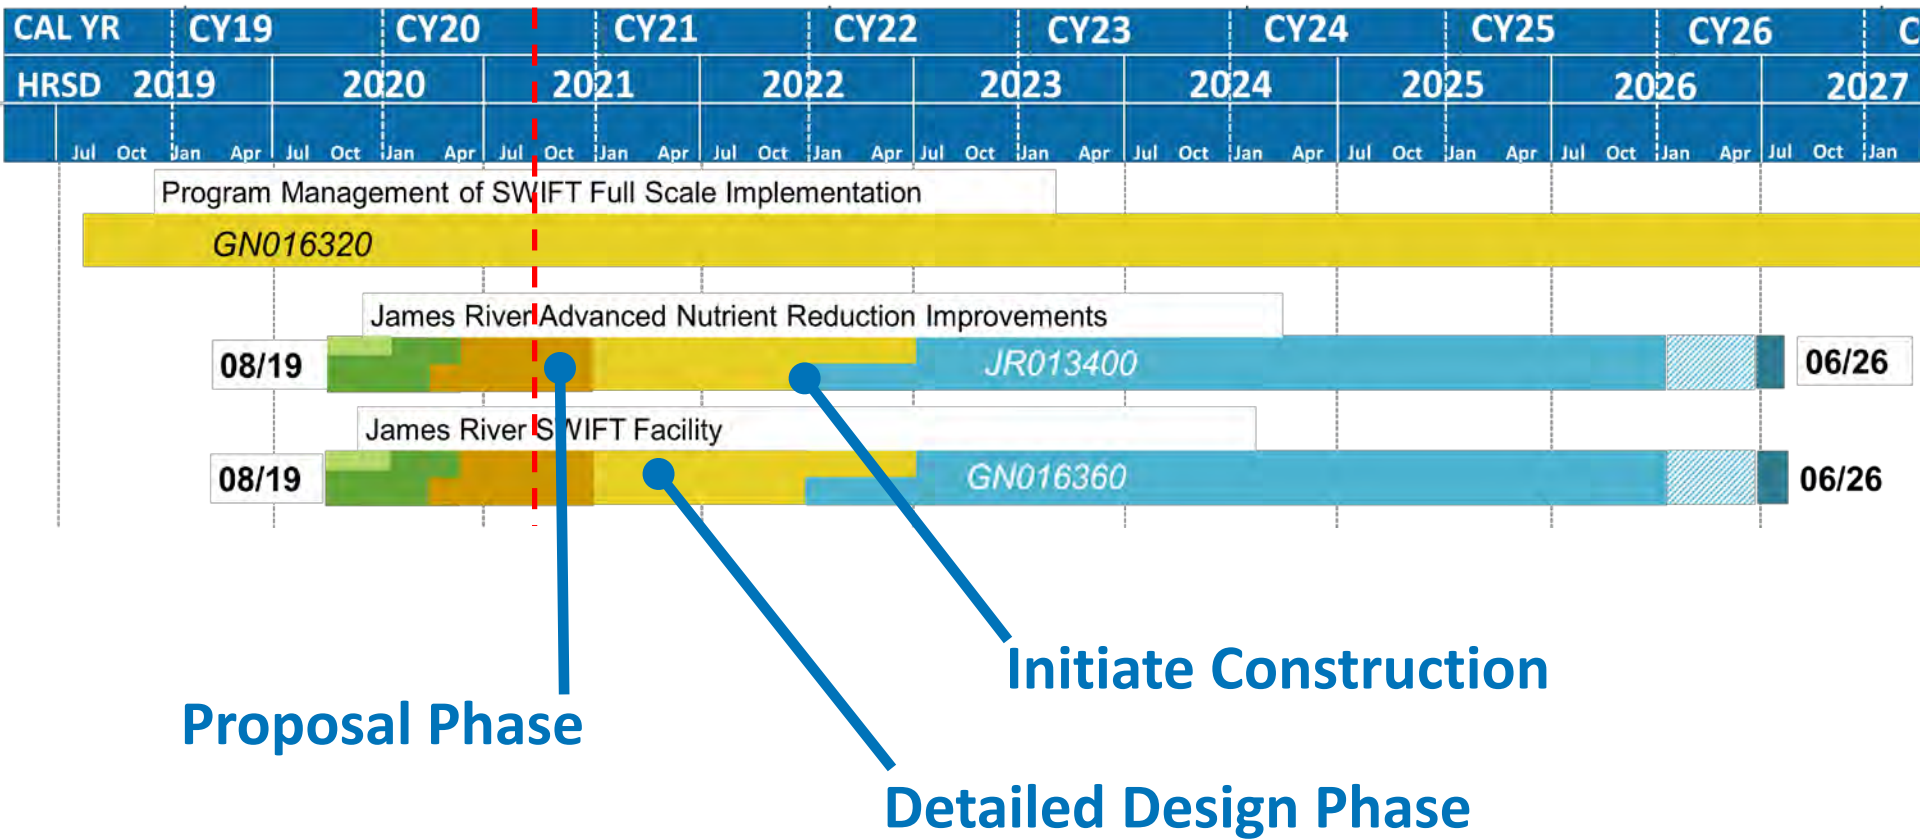 CAL YR CY19 CY20 CY21 CY22 CY23 CY24 CY25 CY26 C
HRSD 2019 2020 2021 2022 2023 2024 2025 2026 2027
Jul Oct Jan Apr Jul Oct Jan Apr Jul Oct Jan Apr Jul Oct Jan Apr Jul Oct Jan Apr Jul Oct Jan Apr Jul Oct Jan Apr Jul Oct Jan Apr Jul Oct Jan
Program Management of SWIFT Full Scale Implementation
GN016320
James River Advanced Nutrient Reduction Improvements
08/19 JR013400 06/26
James River SWIFT Facility
08/19 GN016360 06/26
Initiate Construction
Proposal Phase
Detailed Design Phase